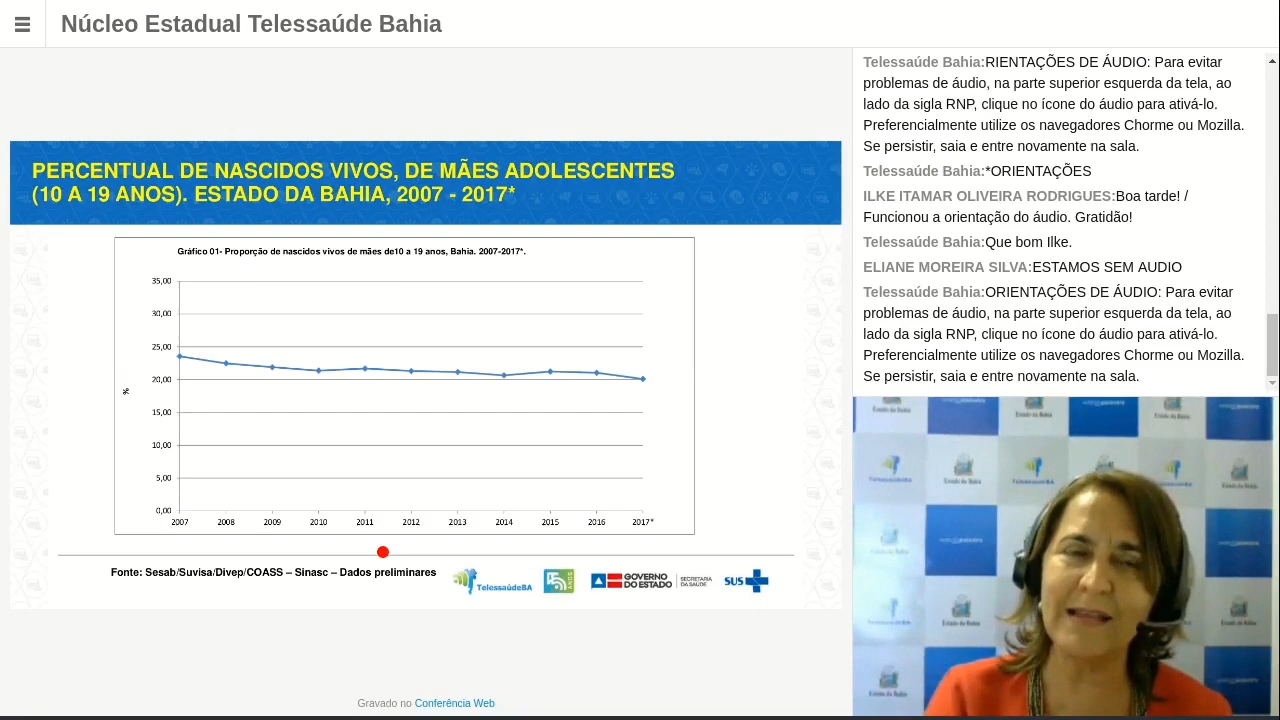 Núcleo Estadual Telessaúde Bahia
PERCENTUAL DE NASCIDOS VIVOS, DE MÃES ADOLESCENTES
(10 A 19 ANOS). ESTADO DA BAHIA, 2007 - 2017*
Gráfico 01- Proporção de nascidos vivos de mães de10 a 19 anos, Bahia. 2007-2017*.
35,00
30,00
25,00
20,00
15,00
10,00
5,00
0,00
%
2007 2008 2009 2010 2011 2012 2013 2014 2015 2016 2017*
Fonte: Sesab/Suvisa/Divep/COASS – Sinasc – Dados preliminares
TelessaúdeBA
GOVERNO
DO ESTADO
SECRETARIA
DA SAÚDE
SUS
Gravado no Conferência Web
Telessaúde Bahia:RIENTAÇÕES DE ÁUDIO: Para evitar
problemas de áudio, na parte superior esquerda da tela, ao
lado da sigla RNP, clique no ícone do áudio para ativá-lo.
Preferencialmente utilize os navegadores Chorme ou Mozilla.
Se persistir, saia e entre novamente na sala.
Telessaúde Bahia:*ORIENTAÇÕES
ILKE ITAMAR OLIVEIRA RODRIGUES:Boa tarde! /
Funcionou a orientação do áudio. Gratidão!
Telessaúde Bahia:Que bom Ilke.
ELIANE MOREIRA SILVA:ESTAMOS SEM AUDIO
Telessaúde Bahia:ORIENTAÇÕES DE ÁUDIO: Para evitar
problemas de áudio, na parte superior esquerda da tela, ao
lado da sigla RNP, clique no ícone do áudio para ativá-lo.
Preferencialmente utilize os navegadores Chorme ou Mozilla.
Se persistir, saia e entre novamente na sala.